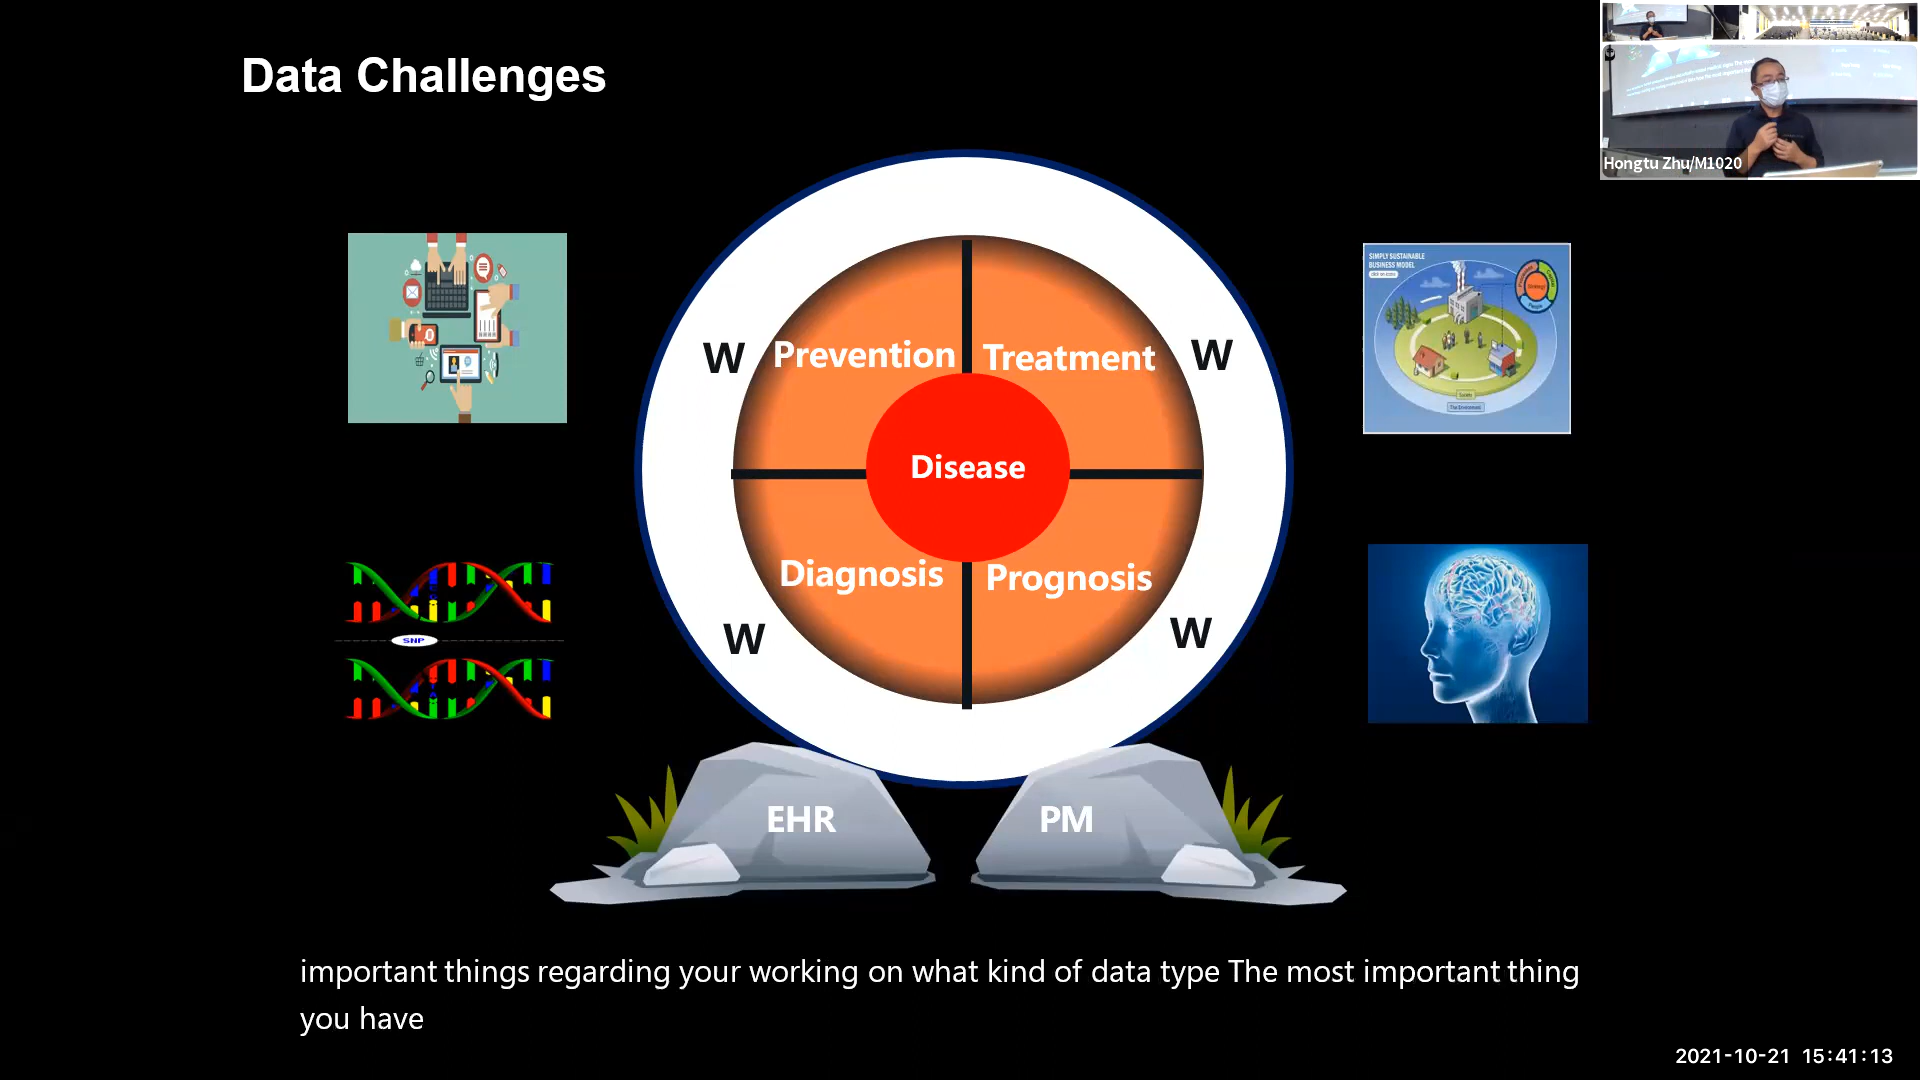 Data Challenges
Hongtu Zhu/M1020
SIMPLY SUSTAINABLE
BUSINESS MODEL
W
Prevention
Treatment
W
Disease
Diagnosis
Prognosis
W
W
SNP
EHR
PM
important things regarding your working on what kind of data type The most important thing
you have
2021-10-21 15:41:13